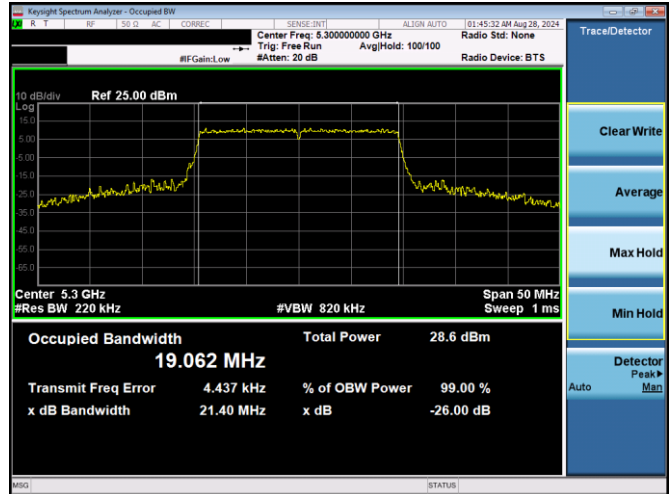 Keysight Spectrum Analyzer - Occupied BW
LXI R T RF 50 Ω AC CORREC SENSE:INT ALIGN AUTO 01:45:32 AM Aug 28, 2024
Center Freq: 5.300000000 GHz Radio Std: None
Trig: Free Run Avg|Hold: 100/100
#IFGain:Low #Atten: 20 dB Radio Device: BTS
Trace/Detector
10 dB/div Ref 25.00 dBm
Log
15.0
5.00
-5.00
-15.0
-25.0
-35.0
-45.0
-55.0
-65.0
Center 5.3 GHz Span 50 MHz
#Res BW 220 kHz #VBW 820 kHz Sweep 1 ms
Occupied Bandwidth Total Power 28.6 dBm
19.062 MHz
Transmit Freq Error 4.437 kHz % of OBW Power 99.00 %
x dB Bandwidth 21.40 MHz x dB -26.00 dB
Clear Write
Average
Max Hold
Min Hold
Detector
Peak
Auto Man
MSG STATUS